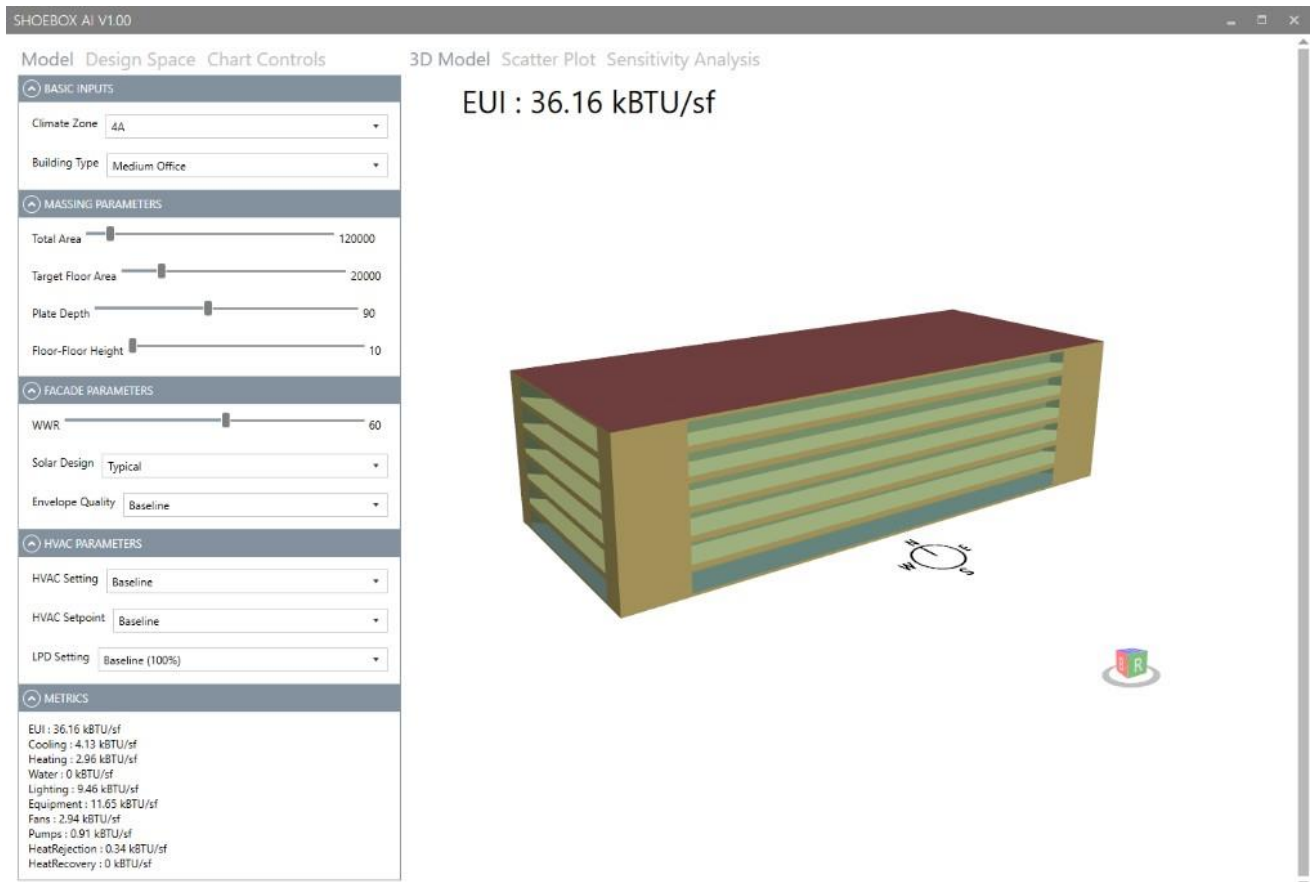 SHOEBOX AI V1.00
Model Design Space Chart Controls
3D Model Scatter Plot Sensitivity Analysis
EUI : 36.16 kBTU/sf
BASIC INPUTS
Climate Zone 4A
Building Type Medium Office
MASSING PARAMETERS
Total Area 120000
Target Floor Area 20000
Plate Depth 90
Floor-Floor Height 10
FACADE PARAMETERS
WWR 60
Solar Design Typical
Envelope Quality Baseline
HVAC PARAMETERS
HVAC Setting Baseline
HVAC Setpoint Baseline
LPD Setting Baseline (100%)
METRICS
EUI : 36.16 kBTU/sf
Cooling : 4.13 kBTU/sf
Heating : 2.96 kBTU/sf
Water : 0 kBTU/sf
Lighting : 9.46 kBTU/sf
Equipment : 11.65 kBTU/sf
Fans : 2.94 kBTU/sf
Pumps : 0.91 kBTU/sf
HeatRejection : 0.34 kBTU/sf
HeatRecovery : 0 kBTU/sf
E
W
S
R